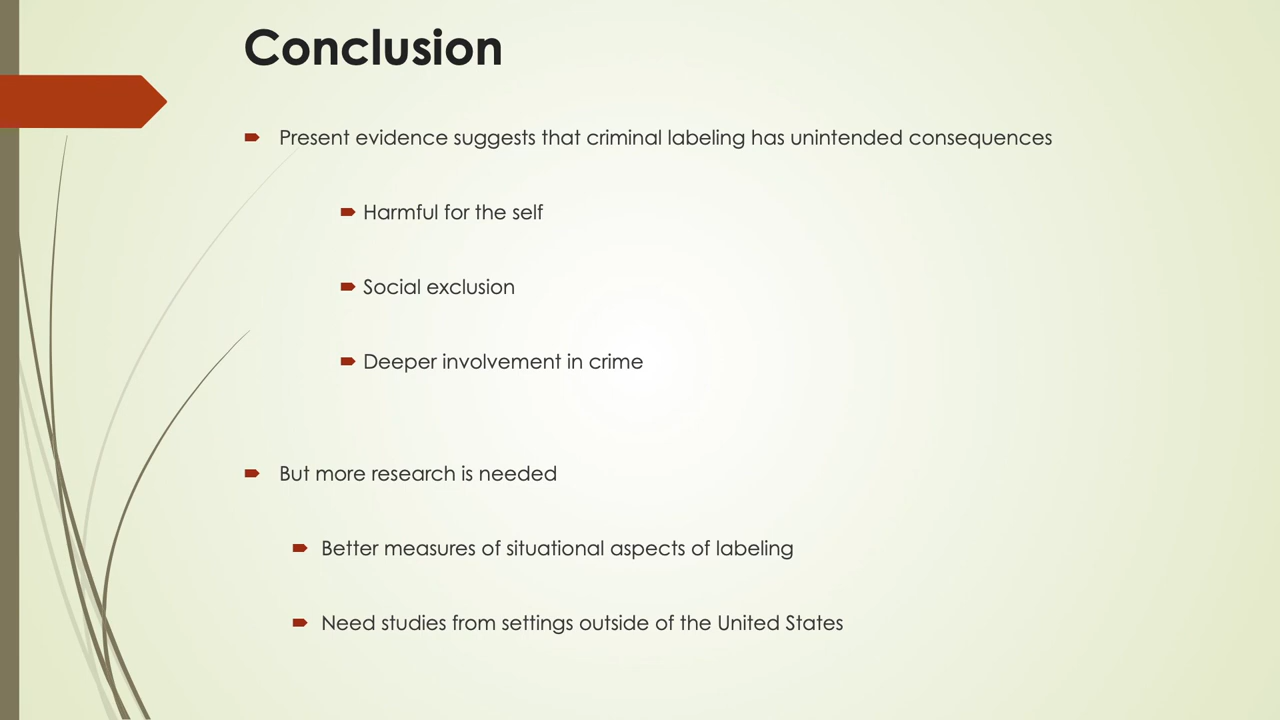 Conclusion
Present evidence suggests that criminal labeling has unintended consequences
Harmful for the self
Social exclusion
Deeper involvement in crime
But more research is needed
Better measures of situational aspects of labeling
Need studies from settings outside of the United States